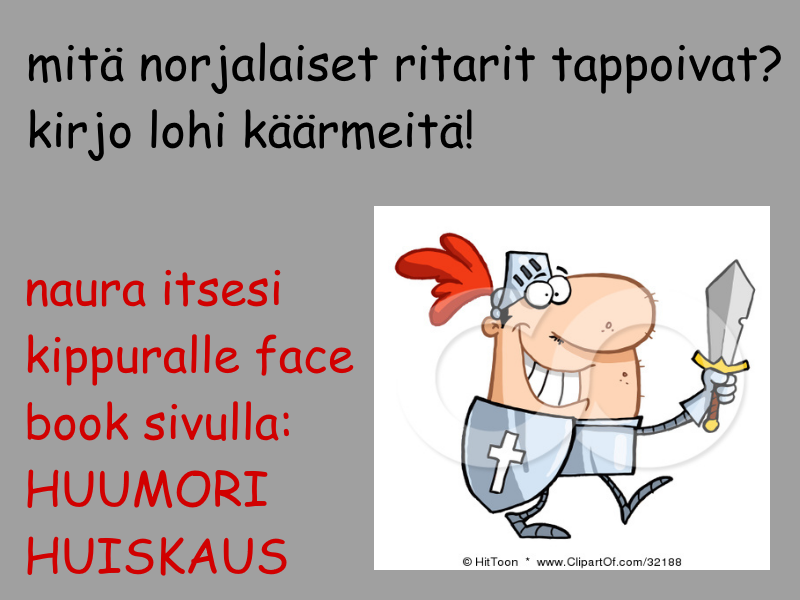 mitä norjalaiset ritarit tappoivat?
kirjo lohi käärmeitä!
naura itsesi
kippuralle face
book sivulla:
HUUMORI
HUISKAUS
© HitToon * www.ClipartOf.com/32188